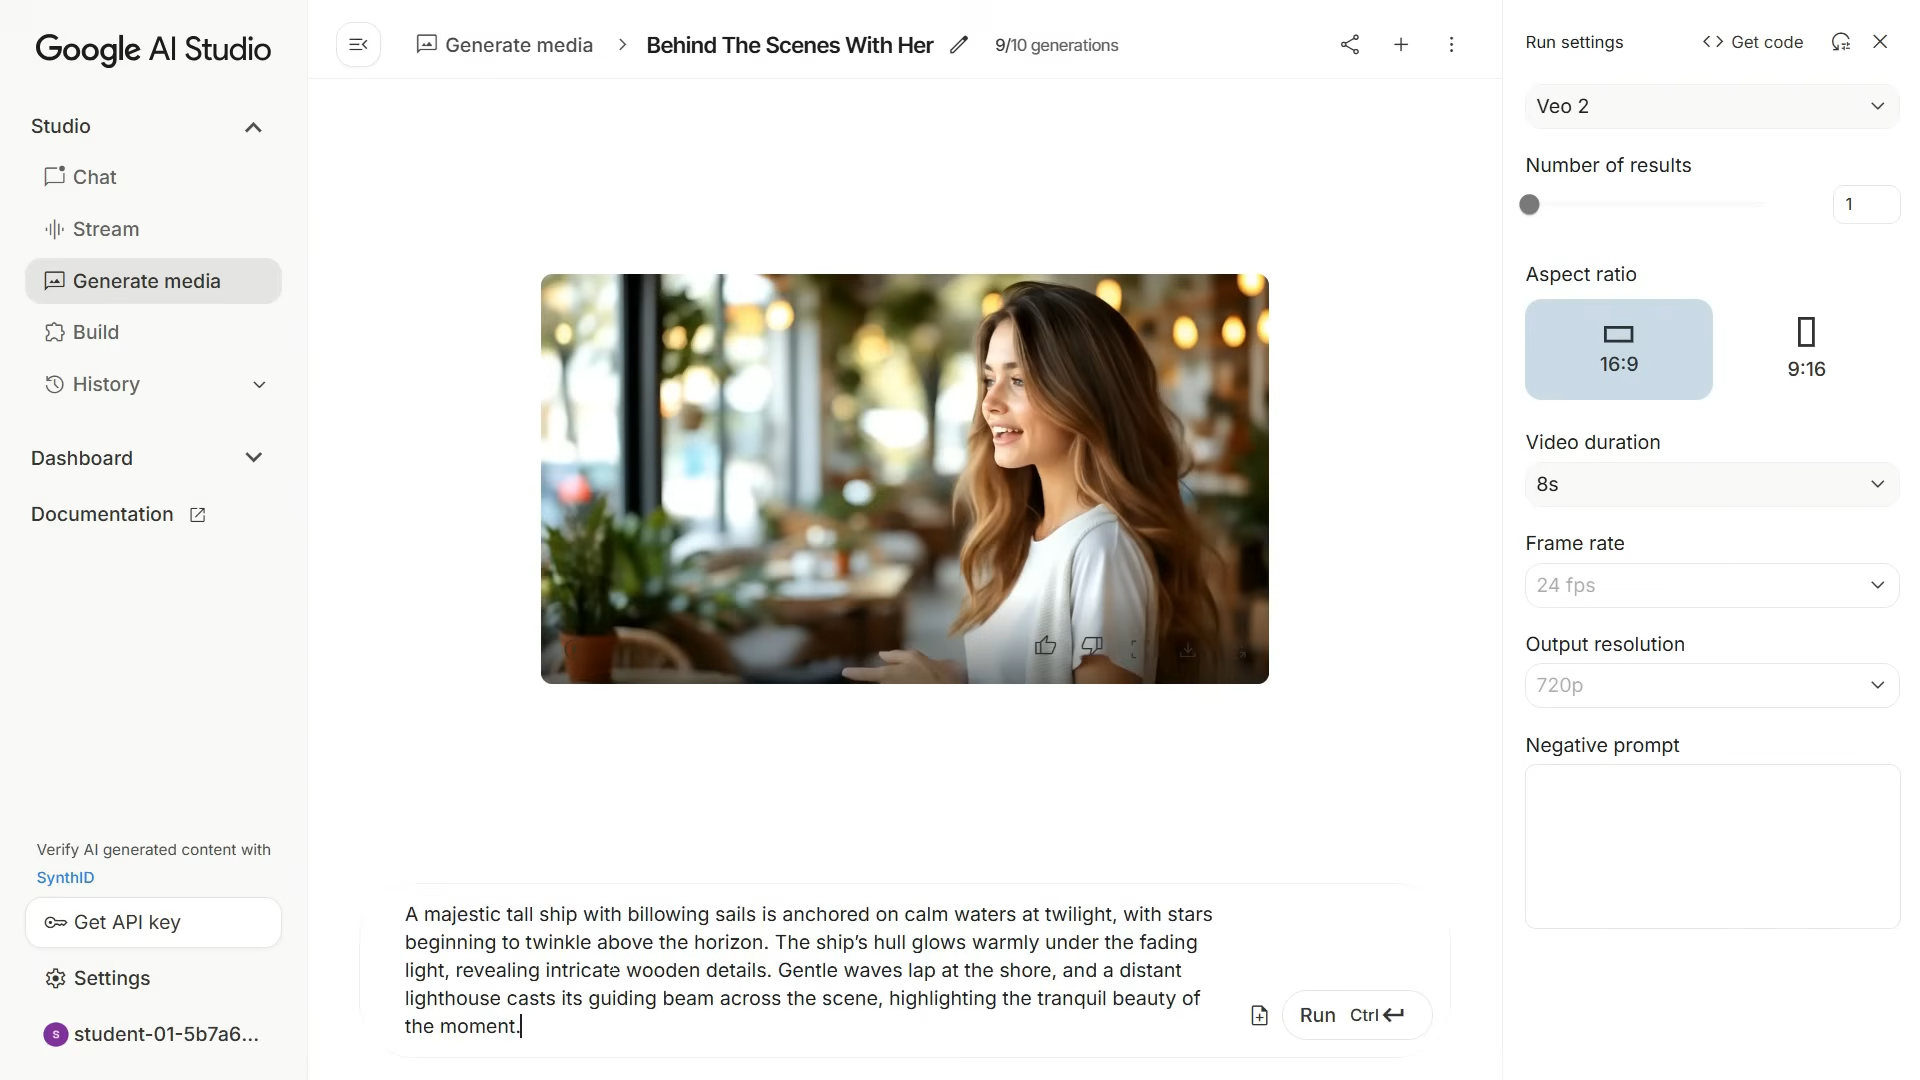 Google AI Studio
Studio
Chat
Stream
Generate media
Build
History
Dashboard
Documentation
Verify AI generated content with
SynthID
Get API key
Settings
s
student-01-5b7a6...
Generate media
Behind The Scenes With Her
9/10 generations
A majestic tall ship with billowing sails is anchored on calm waters at twilight, with stars
beginning to twinkle above the horizon. The ship’s hull glows warmly under the fading
light, revealing intricate wooden details. Gentle waves lap at the shore, and a distant
lighthouse casts its guiding beam across the scene, highlighting the tranquil beauty of
the moment.
Run Ctrl
Run settings
<> Get code
Veo 2
Number of results
1
Aspect ratio
16:9
9:16
Video duration
8s
Frame rate
24 fps
Output resolution
720p
Negative prompt